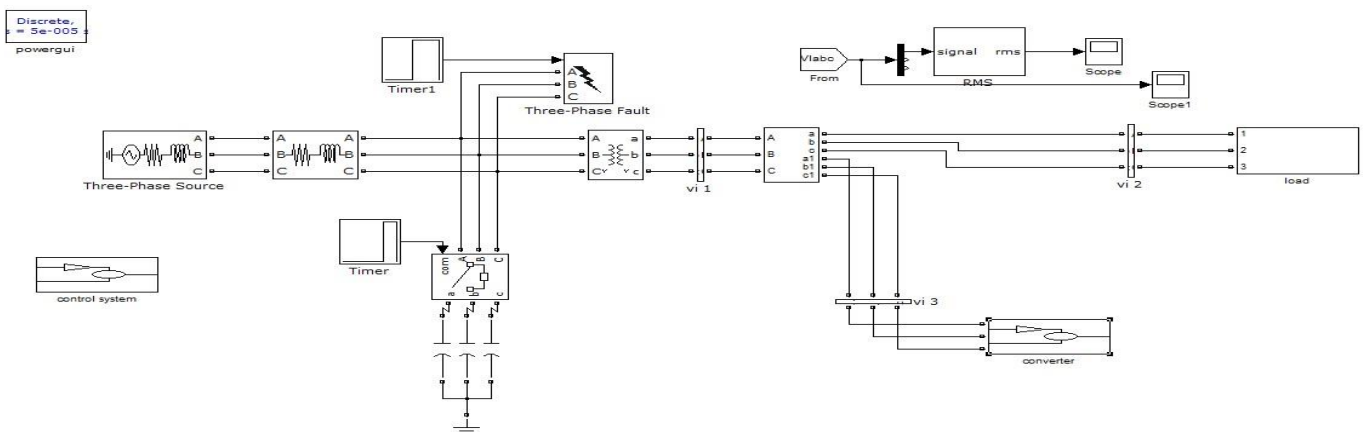 Discrete,
s = 5e-005 s
powergui
Timer1
A
B
C
Three-Phase Fault
Vlabc
From
signal rms
RMS
Scope
Scope1
A
B
C
Three-Phase Source
A A
B B
C C
A a
B b
C c
Y Y
vi 1
A
B
C
a
b
c
a1
b1
c1
vi 2
1
2
3
load
Timer
com
A
B
C
a
b
c
control system
vi 3
converter